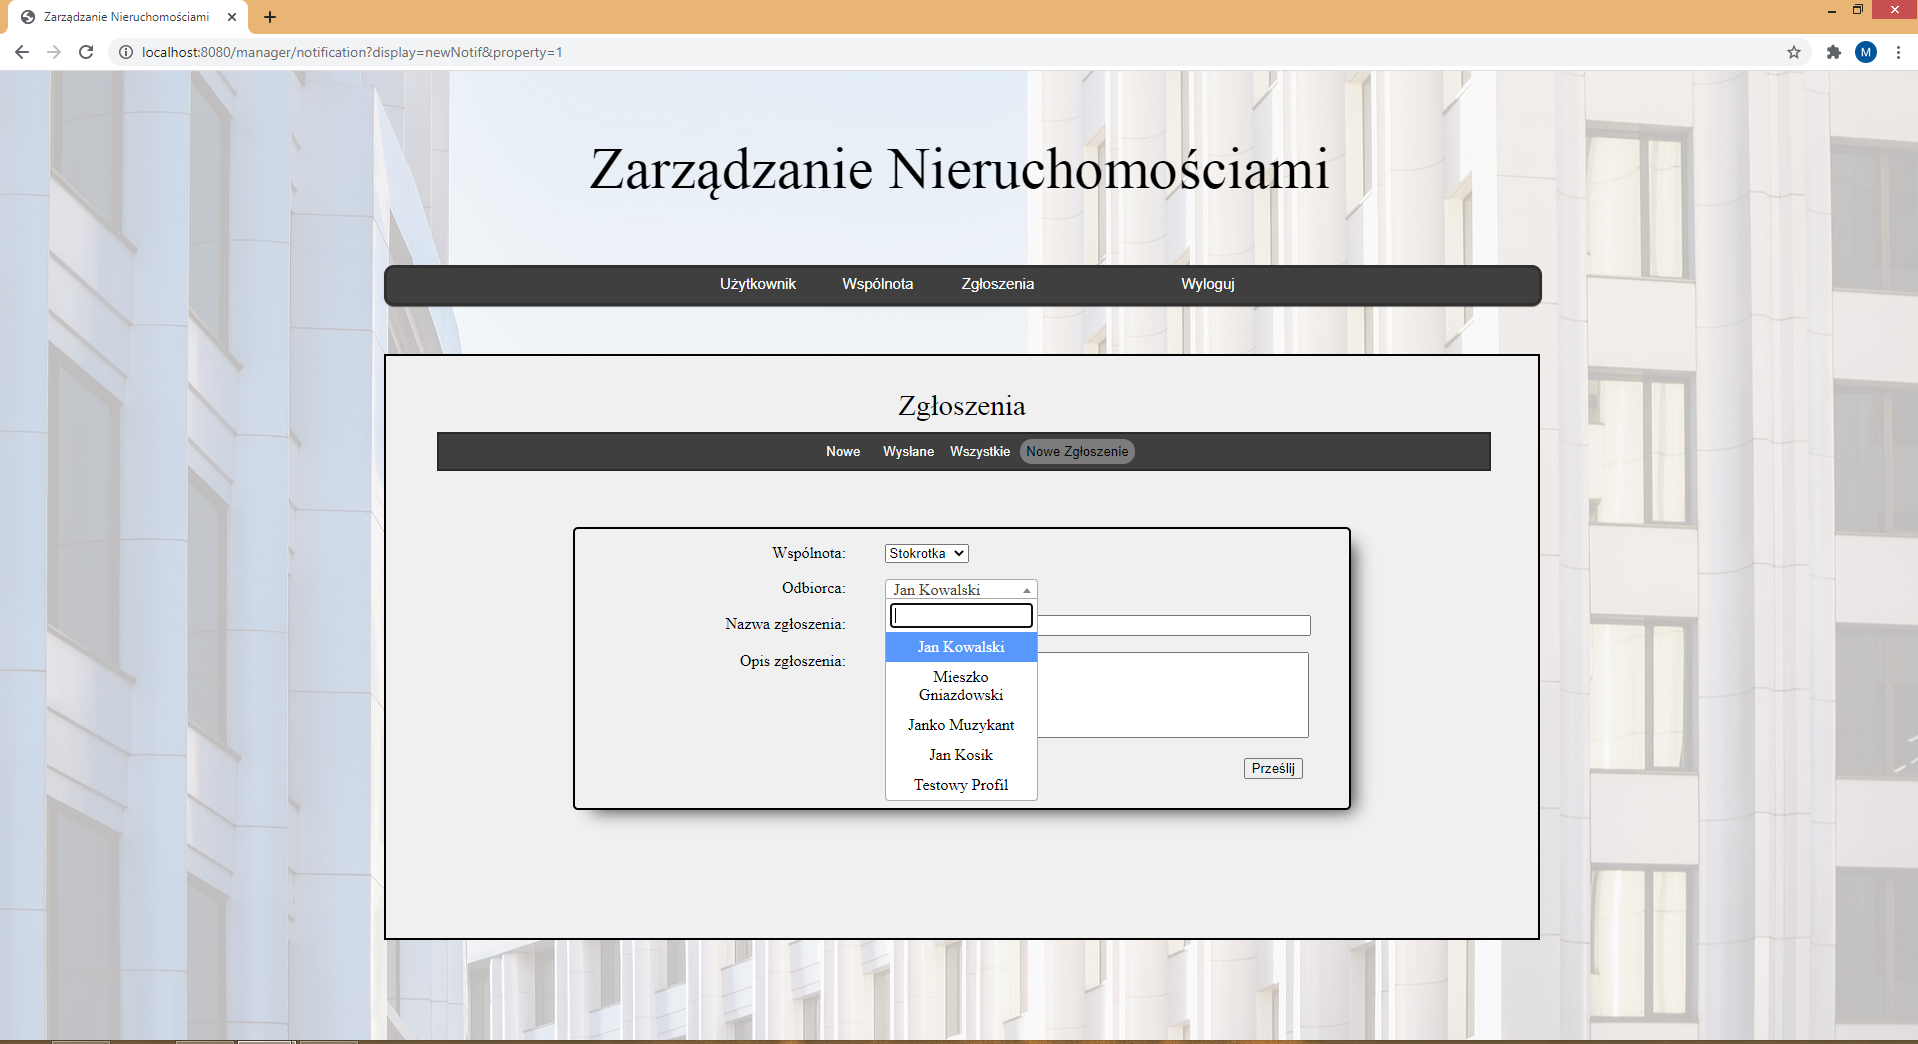 Zarządzanie Nieruchomościami
localhost:8080/manager/notification?display=newNotif&property=1
M
Zarządzanie Nieruchomościami
Użytkownik Wspólnota Zgłoszenia Wyloguj
Zgłoszenia
Nowe Wysłane Wszystkie Nowe Zgłoszenie
Wspólnota: Stokrotka
Odbiorca: Jan Kowalski
Nazwa zgłoszenia:
Jan Kowalski
Opis zgłoszenia:
Mieszko
Gniazdowski
Janko Muzykant
Jan Kosik
Prześlij
Testowy Profil